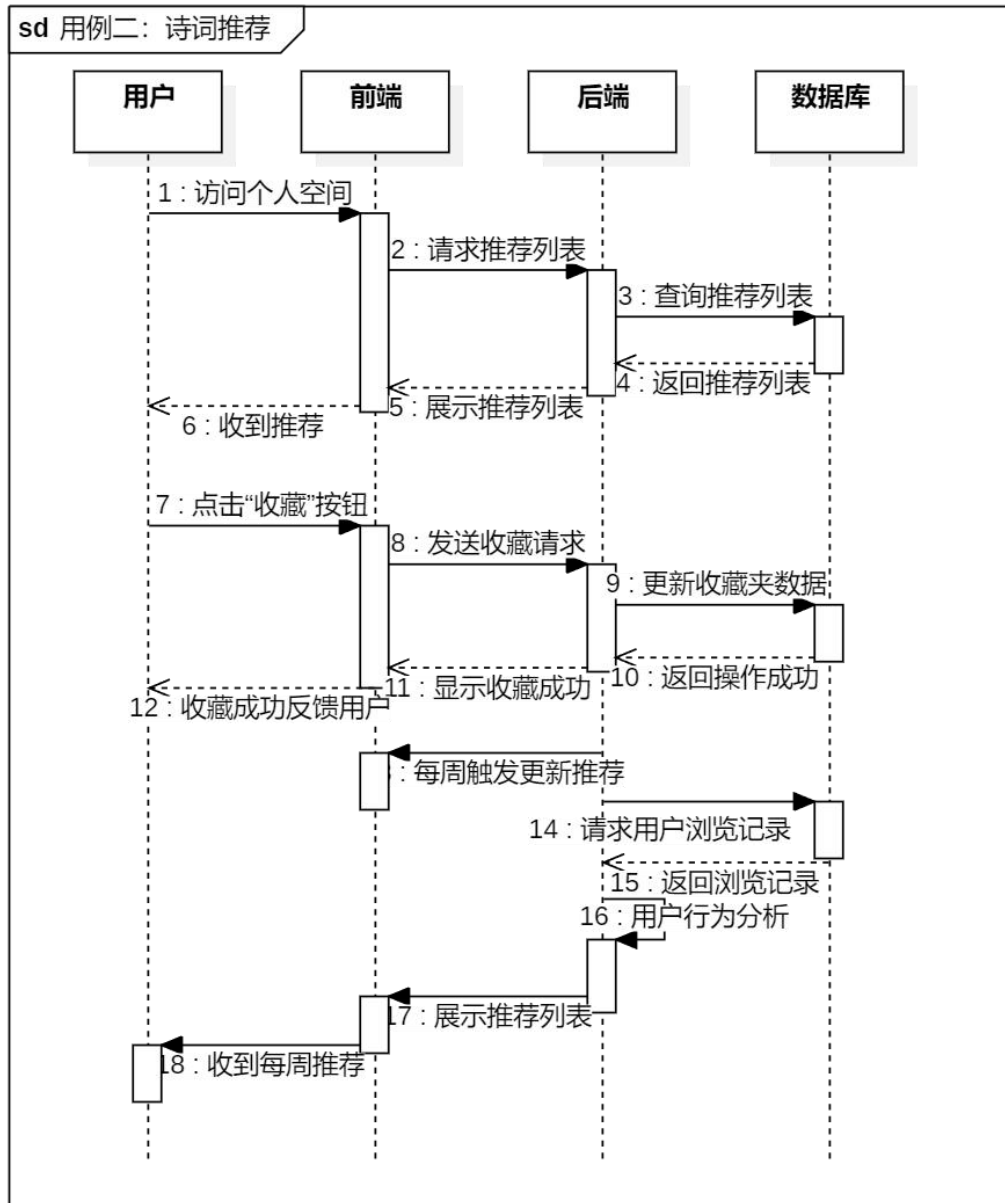 sd 用例二：诗词推荐
用户
前端
后端
数据库
1 : 访问个人空间
2 : 请求推荐列表
3 : 查询推荐列表
4 : 返回推荐列表
5 : 展示推荐列表
6 : 收到推荐
7 : 点击“收藏”按钮
8 : 发送收藏请求
9 : 更新收藏夹数据
10 : 返回操作成功
11 : 显示收藏成功
12 : 收藏成功反馈用户
: 每周触发更新推荐
14 : 请求用户浏览记录
15 : 返回浏览记录
16 : 用户行为分析
17 : 展示推荐列表
18 : 收到每周推荐